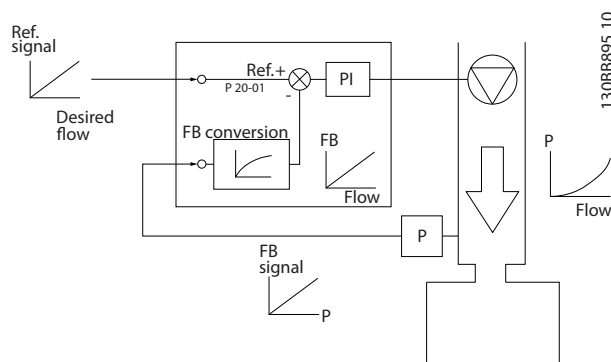 Ref.
signal
Desired
flow
Ref.+
P 20-01
-
PI
FB conversion
FB
Flow
P
FB
signal
P
P
Flow
130BB895.10